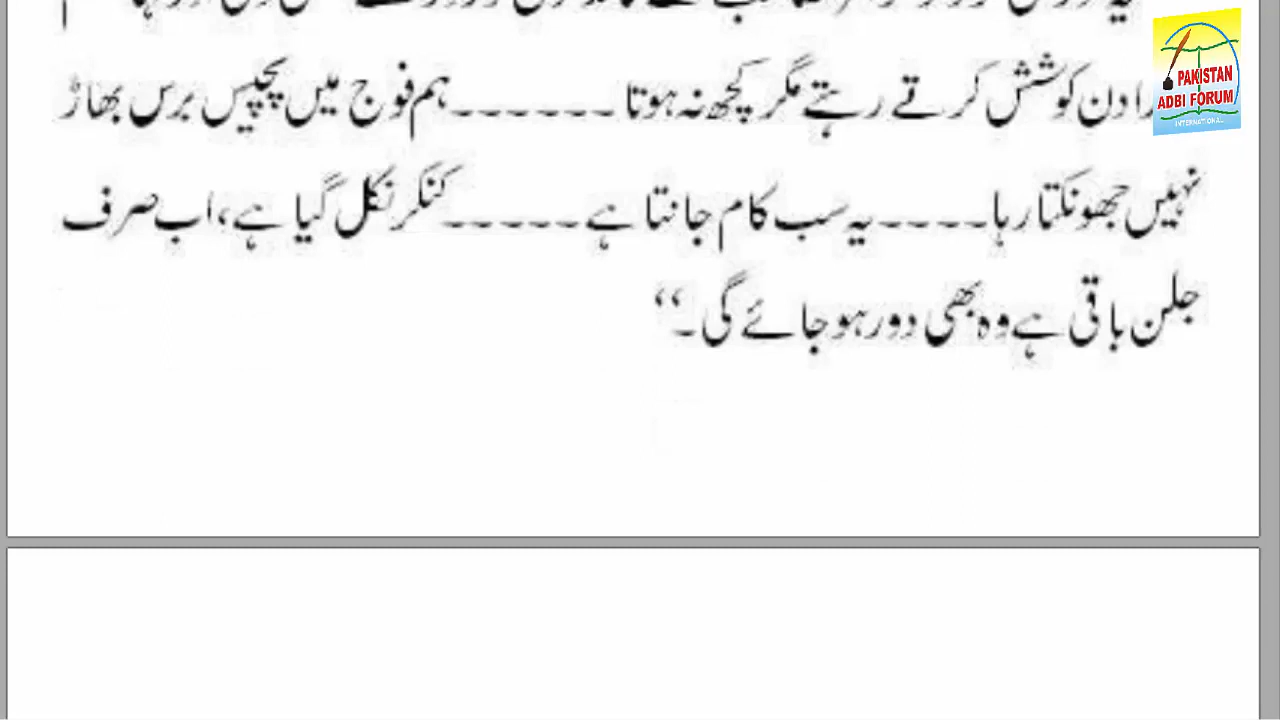 را دن کوشش کرتے رہتے مگر کچھ نہ ہوتا ۔۔۔۔۔۔ ہم فوج میں پچیس برس بھاڑ
نہیں جھونکتا رہا۔۔۔۔ یہ سب کام جانتا ہے ۔۔۔۔۔ کنکر نکل گیا ہے، اب صرف
جلن باقی ہے وہ بھی دور ہو جائے گی۔‘‘
PAKISTAN
ADBI FORUM
INTERNATIONAL